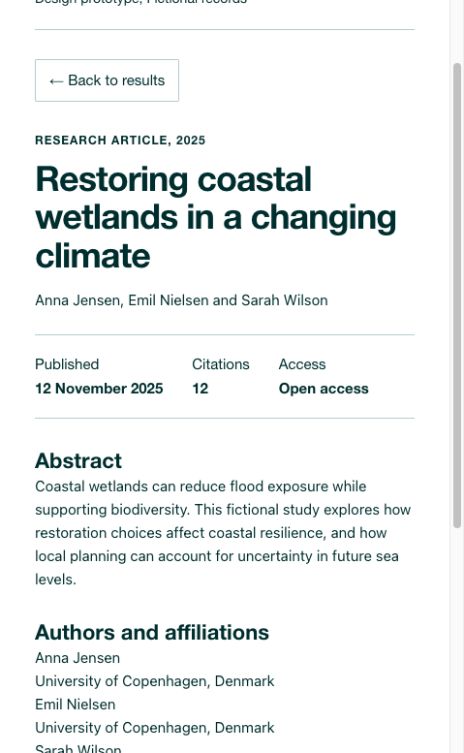 Design prototype, Fictional records
← Back to results
RESEARCH ARTICLE, 2025
Restoring coastal
wetlands in a changing
climate
Anna Jensen, Emil Nielsen and Sarah Wilson
Published Citations Access
12 November 2025 12 Open access
Abstract
Coastal wetlands can reduce flood exposure while
supporting biodiversity. This fictional study explores how
restoration choices affect coastal resilience, and how
local planning can account for uncertainty in future sea
levels.
Authors and affiliations
Anna Jensen
University of Copenhagen, Denmark
Emil Nielsen
University of Copenhagen, Denmark
Sarah Wilson